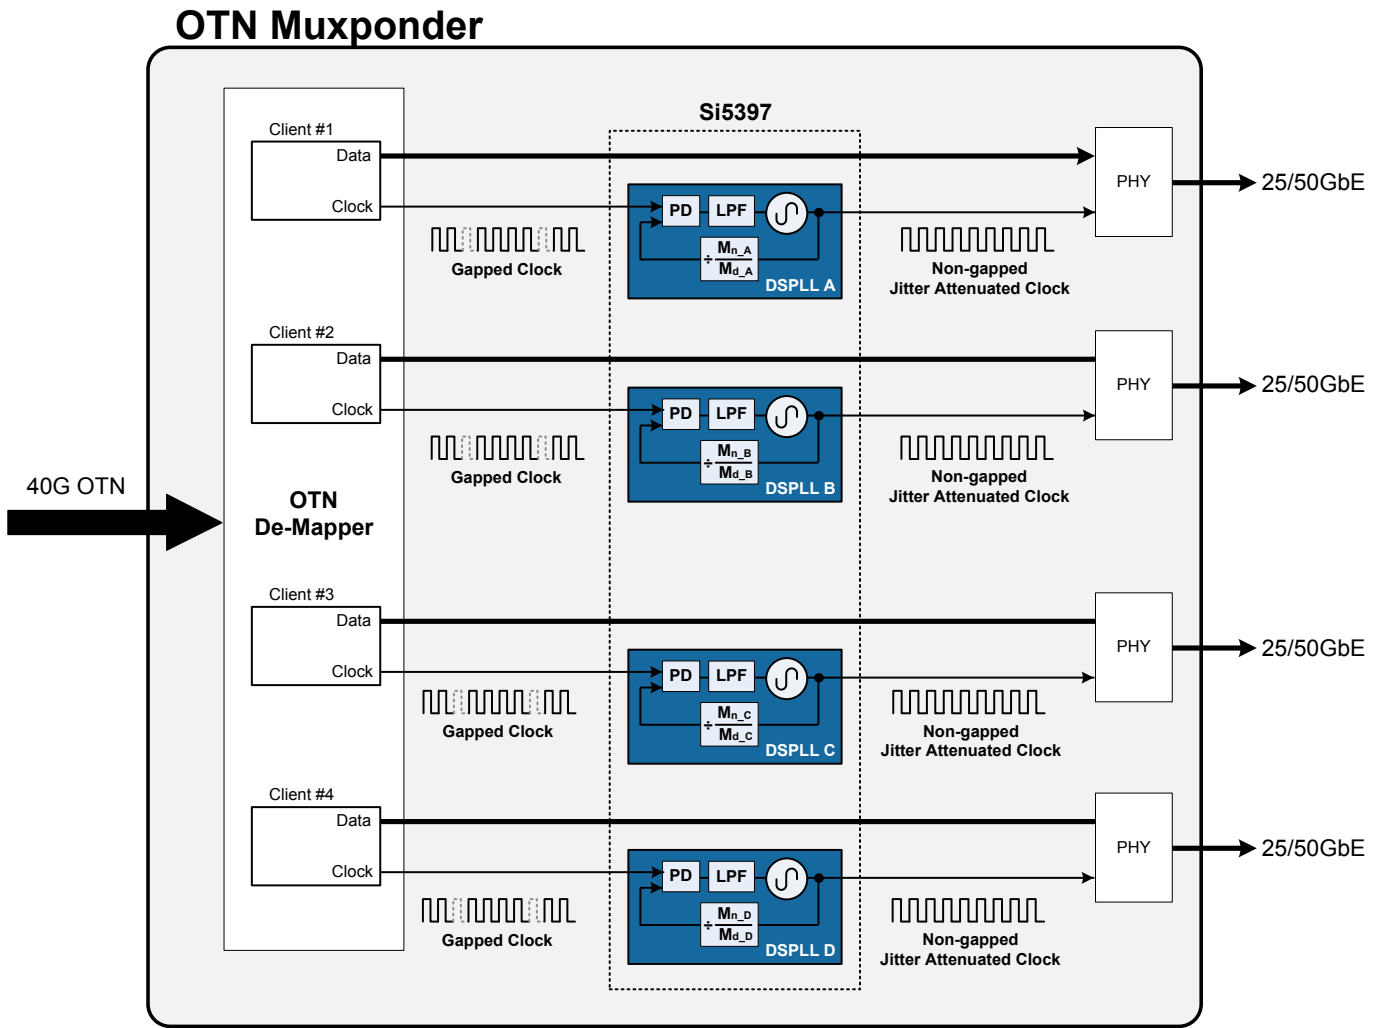 OTN Muxponder
Si5397
Client #1
Data
Clock
Gapped Clock
PD
LPF
÷
Mn_A
Md_A
DSPLL A
Non-gapped
Jitter Attenuated Clock
PHY
25/50GbE
Client #2
Data
Clock
Gapped Clock
PD
LPF
÷
Mn_B
Md_B
DSPLL B
Non-gapped
Jitter Attenuated Clock
PHY
25/50GbE
40G OTN
OTN
De-Mapper
Client #3
Data
Clock
Gapped Clock
PD
LPF
÷
Mn_C
Md_C
DSPLL C
Non-gapped
Jitter Attenuated Clock
PHY
25/50GbE
Client #4
Data
Clock
Gapped Clock
PD
LPF
÷
Mn_D
Md_D
DSPLL D
Non-gapped
Jitter Attenuated Clock
PHY
25/50GbE